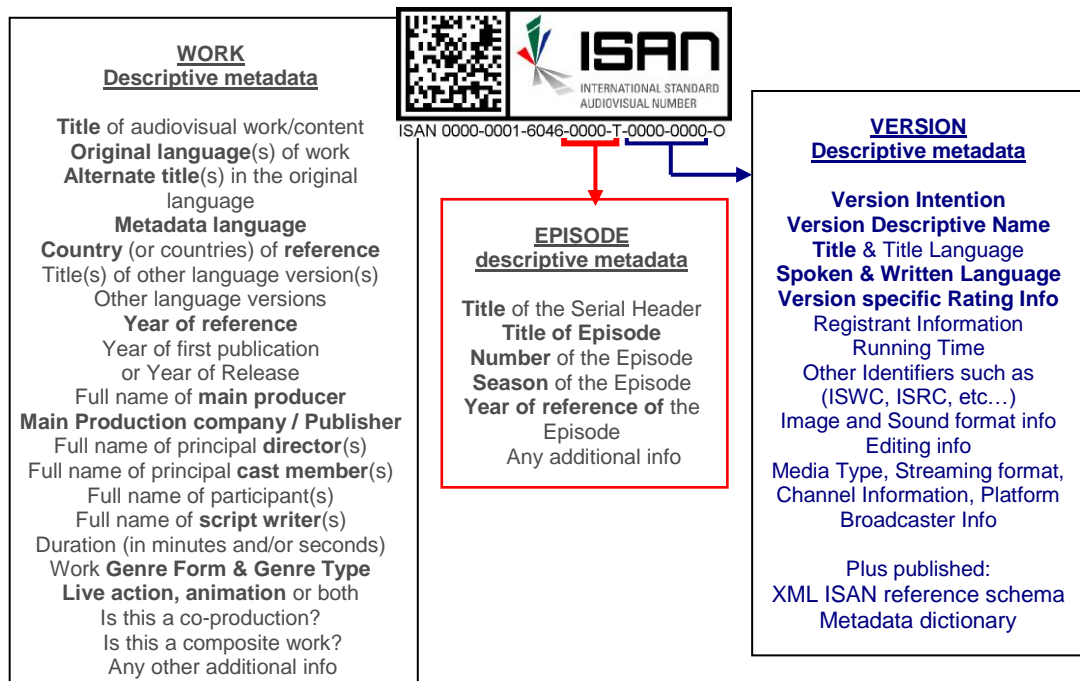 WORK
Descriptive metadata
Title of audiovisual work/content
Original language(s) of work
Alternate title(s) in the original
language
Metadata language
Country (or countries) of reference
Title(s) of other language version(s)
Other language versions
Year of reference
Year of first publication
or Year of Release
Full name of main producer
Main Production company / Publisher
Full name of principal director(s)
Full name of principal cast member(s)
Full name of participant(s)
Full name of script writer(s)
Duration (in minutes and/or seconds)
Work Genre Form & Genre Type
Live action, animation or both
Is this a co-production?
Is this a composite work?
Any other additional info
ISAN
INTERNATIONAL STANDARD
AUDIOVISUAL NUMBER
ISAN 0000-0001-6046-0000-T-0000-0000-O
EPISODE
descriptive metadata
Title of the Serial Header
Title of Episode
Number of the Episode
Season of the Episode
Year of reference of the
Episode
Any additional info
VERSION
Descriptive metadata
Version Intention
Version Descriptive Name
Title & Title Language
Spoken & Written Language
Version specific Rating Info
Registrant Information
Running Time
Other Identifiers such as
(ISWC, ISRC, etc…)
Image and Sound format info
Editing info
Media Type, Streaming format,
Channel Information, Platform
Broadcaster Info
Plus published:
XML ISAN reference schema
Metadata dictionary